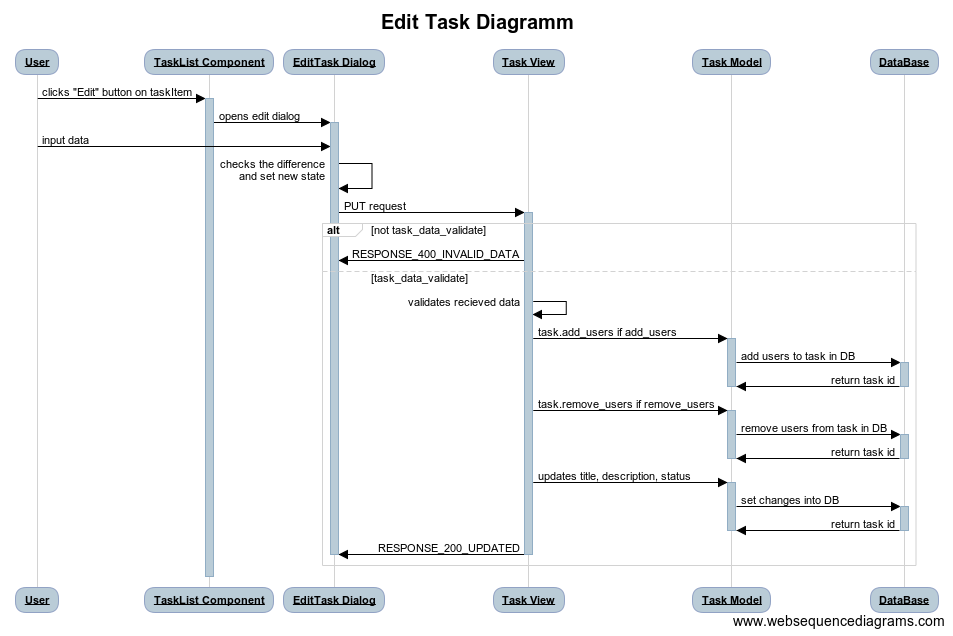 Edit Task Diagramm
User TaskList Component EditTask Dialog Task View Task Model DataBase
clicks "Edit" button on taskItem
opens edit dialog
input data
checks the difference
and set new state
PUT request
alt [not task_data_validate]
RESPONSE_400_INVALID_DATA
[task_data_validate]
validates recieved data
task.add_users if add_users
add users to task in DB
return task id
task.remove_users if remove_users
remove users from task in DB
return task id
updates title, description, status
set changes into DB
return task id
RESPONSE_200_UPDATED
User TaskList Component EditTask Dialog Task View Task Model DataBase
www.websequencediagrams.com